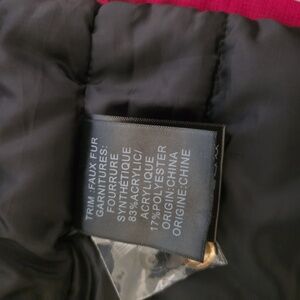 TRIM :FAUX FUR
GARNITURES:
FOURRURE
SYNTHÉTIQUE
83%ACRYLIC/
ACRYLIQUE
17%POLYESTER
ORIGIN:CHINA
ORIGINE:CHINE